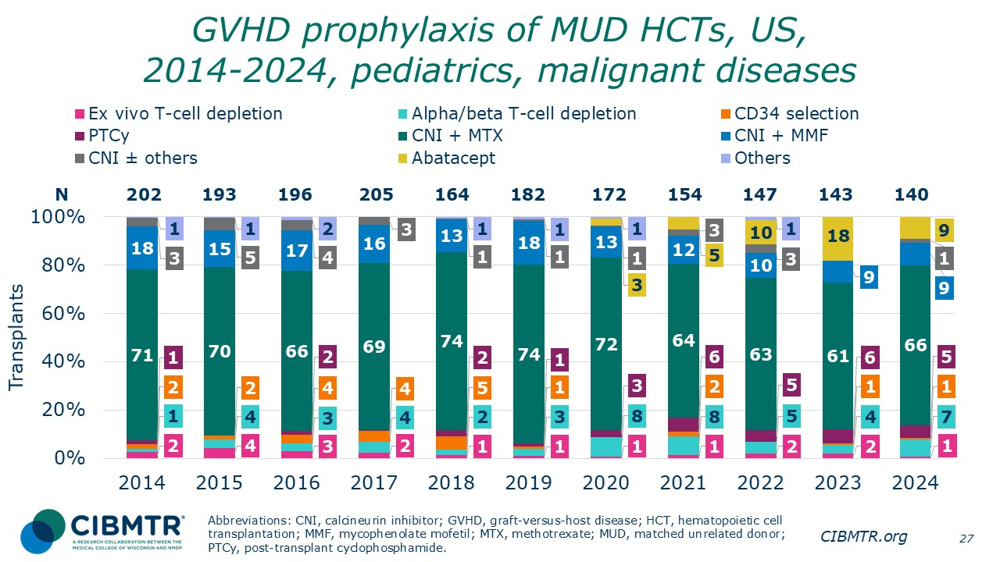 GVHD prophylaxis of MUD HCTs, US,
2014-2024, pediatrics, malignant diseases
Ex vivo T-cell depletion Alpha/beta T-cell depletion CD34 selection
PTCy CNI + MTX CNI + MMF
CNI ± others Abatacept Others
N 202 193 196 205 164 182 172 154 147 143 140
Transplants
100%
80%
60%
40%
20%
0%
18 1 3 71 1 2 1 2
15 1 5 70 2 4 4
17 2 4 66 2 4 3 3
16 3 69 4 4 2
13 1 1 74 2 5 2 1
18 1 1 74 1 1 3 1
13 1 1 3 72 3 8 1
12 3 5 64 6 2 8 1
10 1 3 10 63 5 5 2
18 9 61 6 1 4 2
9 1 9 66 5 1 7 1
2014 2015 2016 2017 2018 2019 2020 2021 2022 2023 2024
CIBMTR®
A RESEARCH COLLABORATION BETWEEN THE
MEDICAL COLLEGE OF WISCONSIN AND NMDP
Abbreviations: CNI, calcineurin inhibitor; GVHD, graft-versus-host disease; HCT, hematopoietic cell
transplantation; MMF, mycophenolate mofetil; MTX, methotrexate; MUD, matched unrelated donor;
PTCy, post-transplant cyclophosphamide.
CIBMTR.org 27